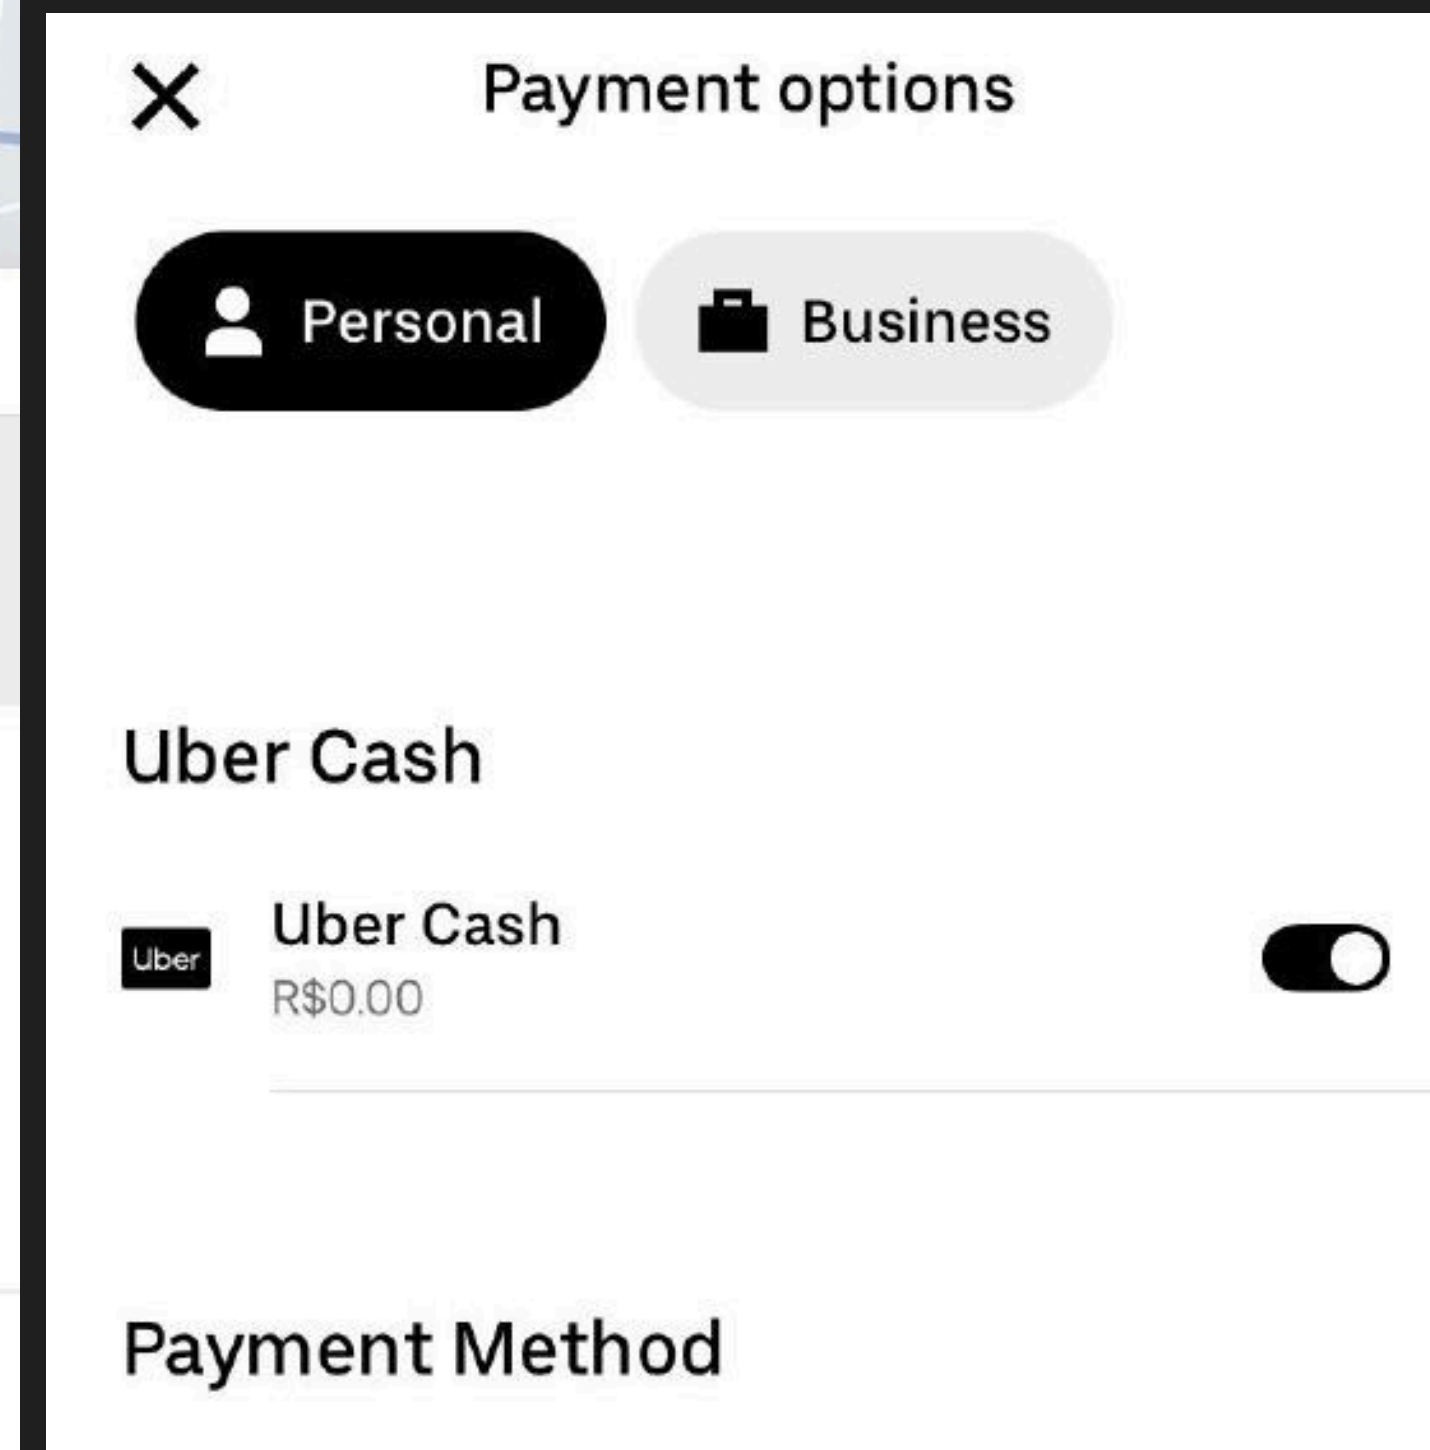 Payment options
Personal
Business
Uber Cash
Uber
Uber Cash
R$0.00
Payment Method